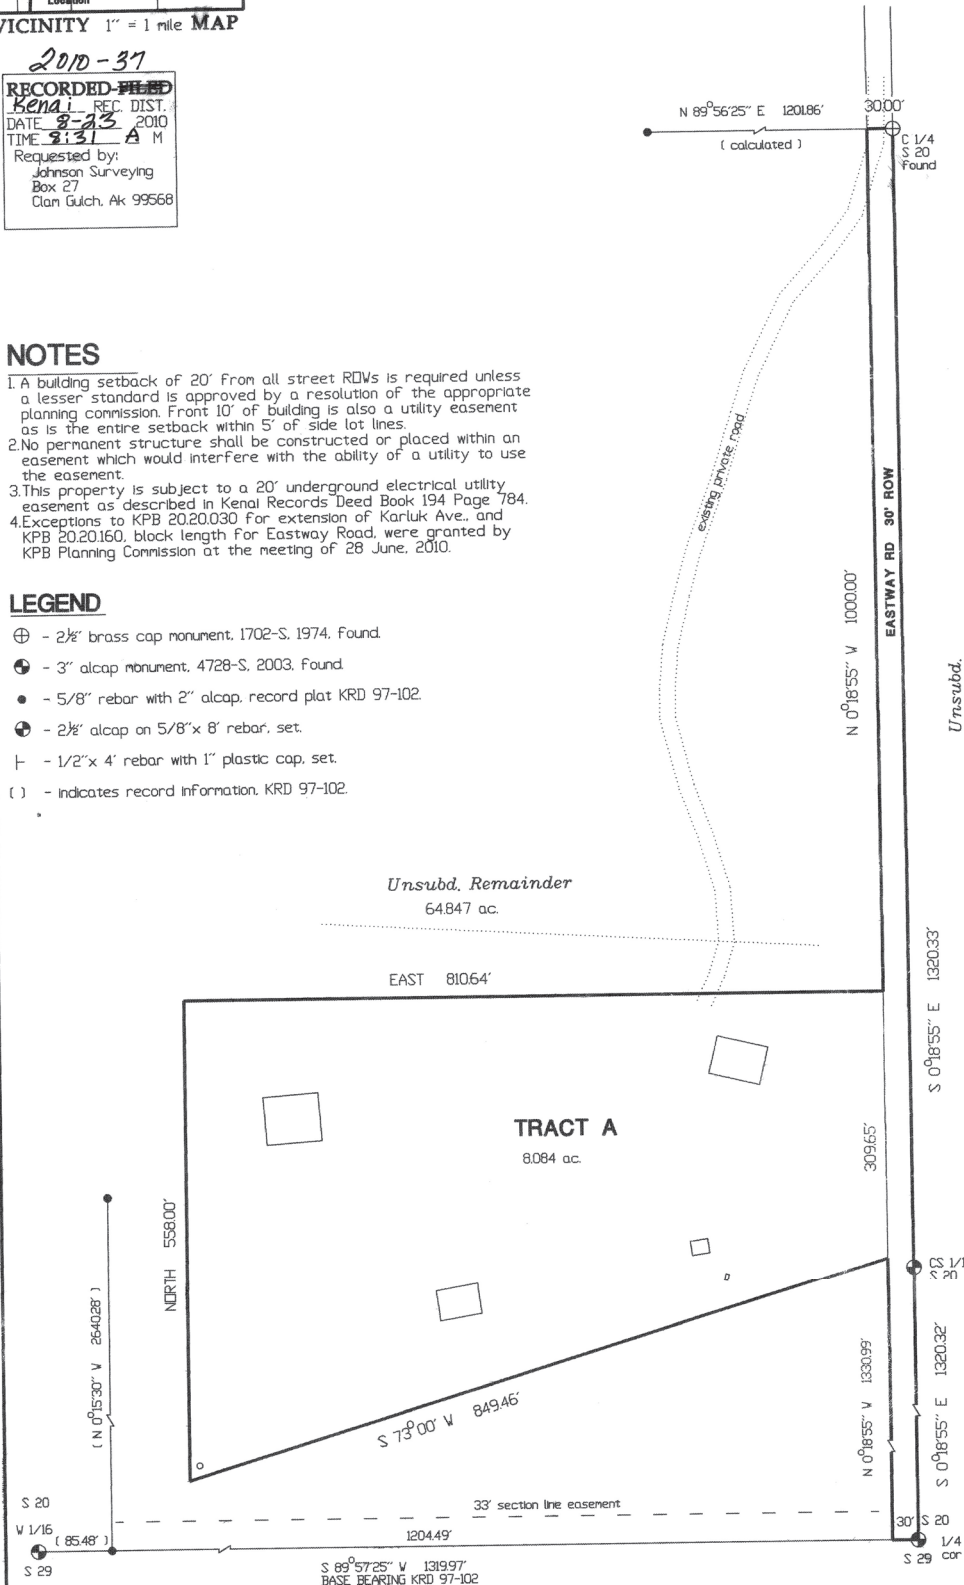 Location
VICINITY 1" = 1 mile MAP
2010-37
RECORDED-FILED
Kenai REC. DIST.
DATE 8-23 2010
TIME 8:31 A M
Requested by:
Johnson Surveying
Box 27
Clam Gulch, Ak 99568
N 89°56'25" E 1201.86'
( calculated )
30.00'
C 1/4
S 20
found
NOTES
1. A building setback of 20' from all street ROWs is required unless
a lesser standard is approved by a resolution of the appropriate
planning commission. Front 10' of building is also a utility easement
as is the entire setback within 5' of side lot lines.
2. No permanent structure shall be constructed or placed within an
easement which would interfere with the ability of a utility to use
the easement.
3. This property is subject to a 20' underground electrical utility
easement as described in Kenai Records Deed Book 194 Page 784.
4. Exceptions to KPB 20.20.030 for extension of Karluk Ave., and
KPB 20.20.160, block length for Eastway Road, were granted by
KPB Planning Commission at the meeting of 28 June, 2010.
existing private road
EASTWAY RD 30' ROW
N 0°18'55" W 1000.00'
Unsubd.
LEGEND
- 2½" brass cap monument, 1702-S, 1974, found.
- 3" alcap monument, 4728-S, 2003, found
- 5/8" rebar with 2" alcap, record plat KRD 97-102.
- 2½" alcap on 5/8"x 8' rebar, set.
- 1/2"x 4' rebar with 1" plastic cap, set.
( ) - indicates record information, KRD 97-102.
Unsubd. Remainder
64.847 ac.
EAST 810.64'
S 0°18'55" E 1320.33'
TRACT A
8.084 ac.
309.65'
NORTH 558.00'
CS 1/1
S 20
( N 0°15'30" W 2640.28' )
S 73°00' W 849.46'
N 0°18'55" W 1330.99'
S 0°18'55" E 1320.32'
S 20
33' section line easement
W 1/16
( 85.48' )
1204.49'
30'
S 20
1/4
cor
S 29
S 29
S 89°57'25" W 1319.97'
BASE BEARING KRD 97-102